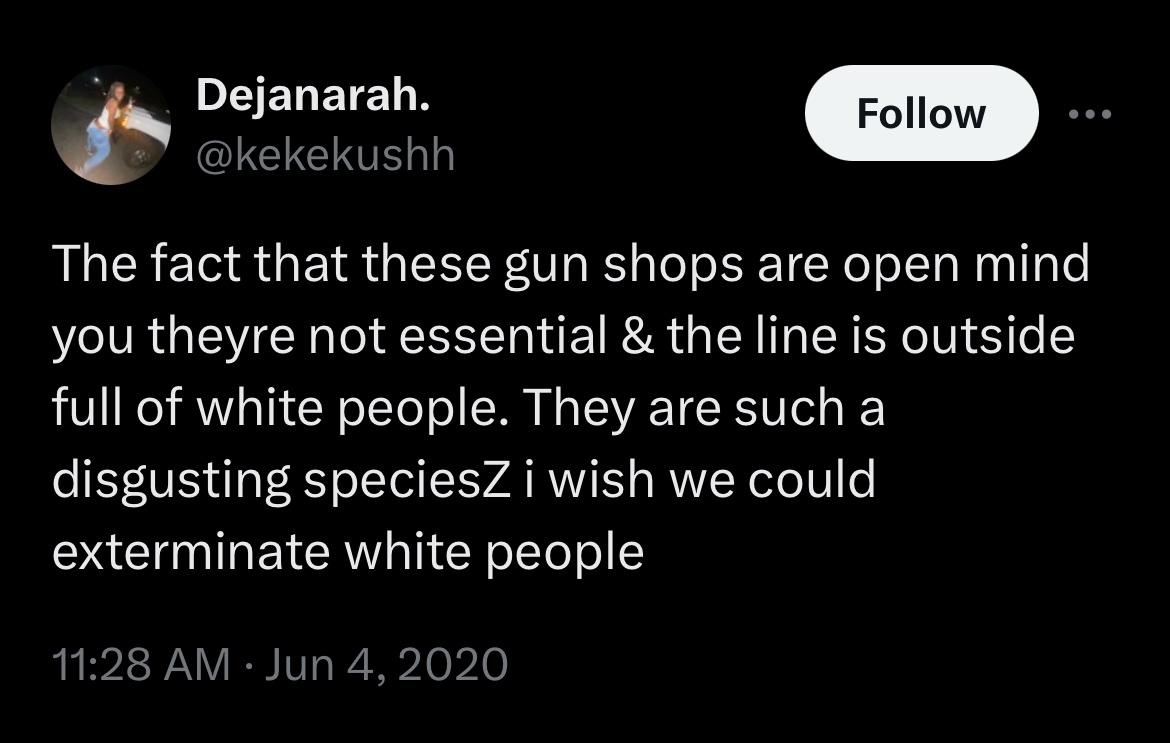 Dejanarah.
@kekekushh
Follow
The fact that these gun shops are open mind
you theyre not essential & the line is outside
full of white people. They are such a
disgusting speciesZ i wish we could
exterminate white people
11:28 AM · Jun 4, 2020